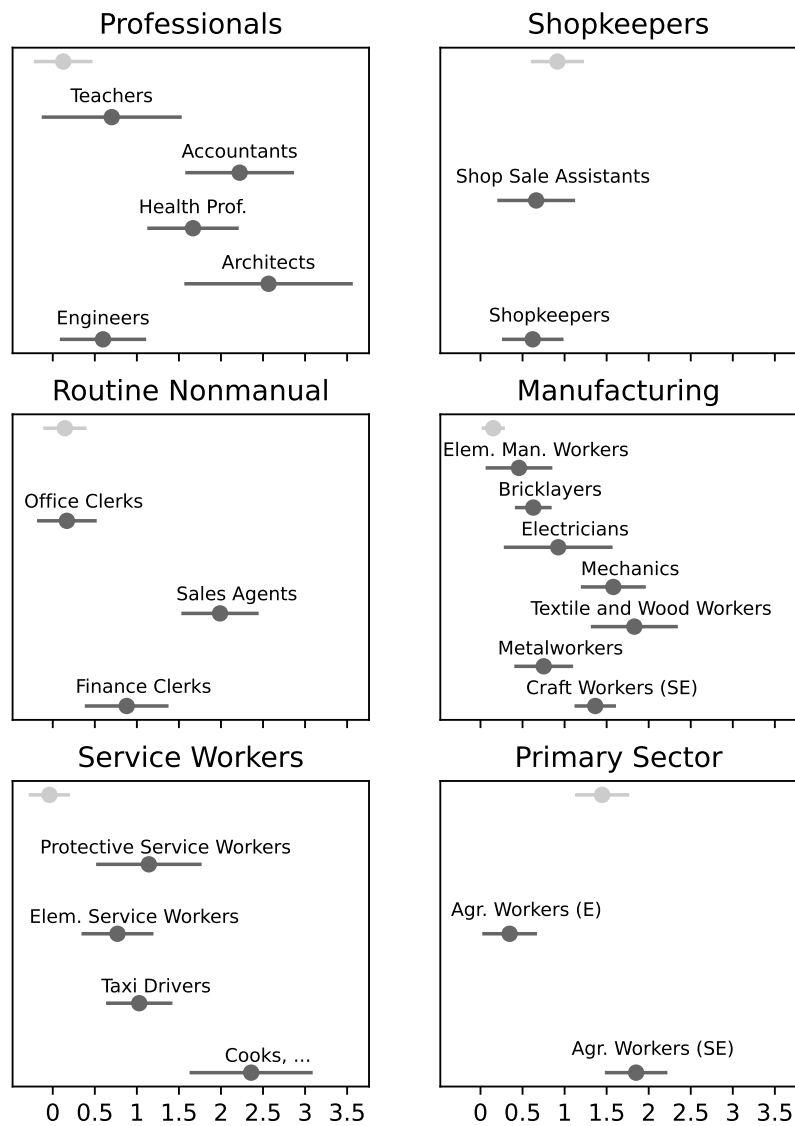 Professionals
Teachers
Accountants
Health Prof.
Architects
Engineers
Shopkeepers
Shop Sale Assistants
Shopkeepers
Routine Nonmanual
Office Clerks
Sales Agents
Finance Clerks
Manufacturing
Elem. Man. Workers
Bricklayers
Electricians
Mechanics
Textile and Wood Workers
Metalworkers
Craft Workers (SE)
Service Workers
Protective Service Workers
Elem. Service Workers
Taxi Drivers
Cooks, ...
0 0.5 1 1.5 2 2.5 3 3.5
Primary Sector
Agr. Workers (E)
Agr. Workers (SE)
0 0.5 1 1.5 2 2.5 3 3.5